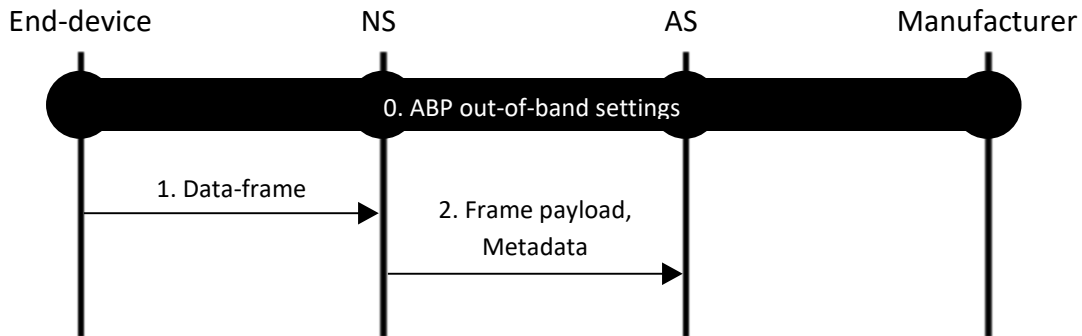 End-device NS AS Manufacturer
0. ABP out-of-band settings
1. Data-frame
2. Frame payload,
Metadata